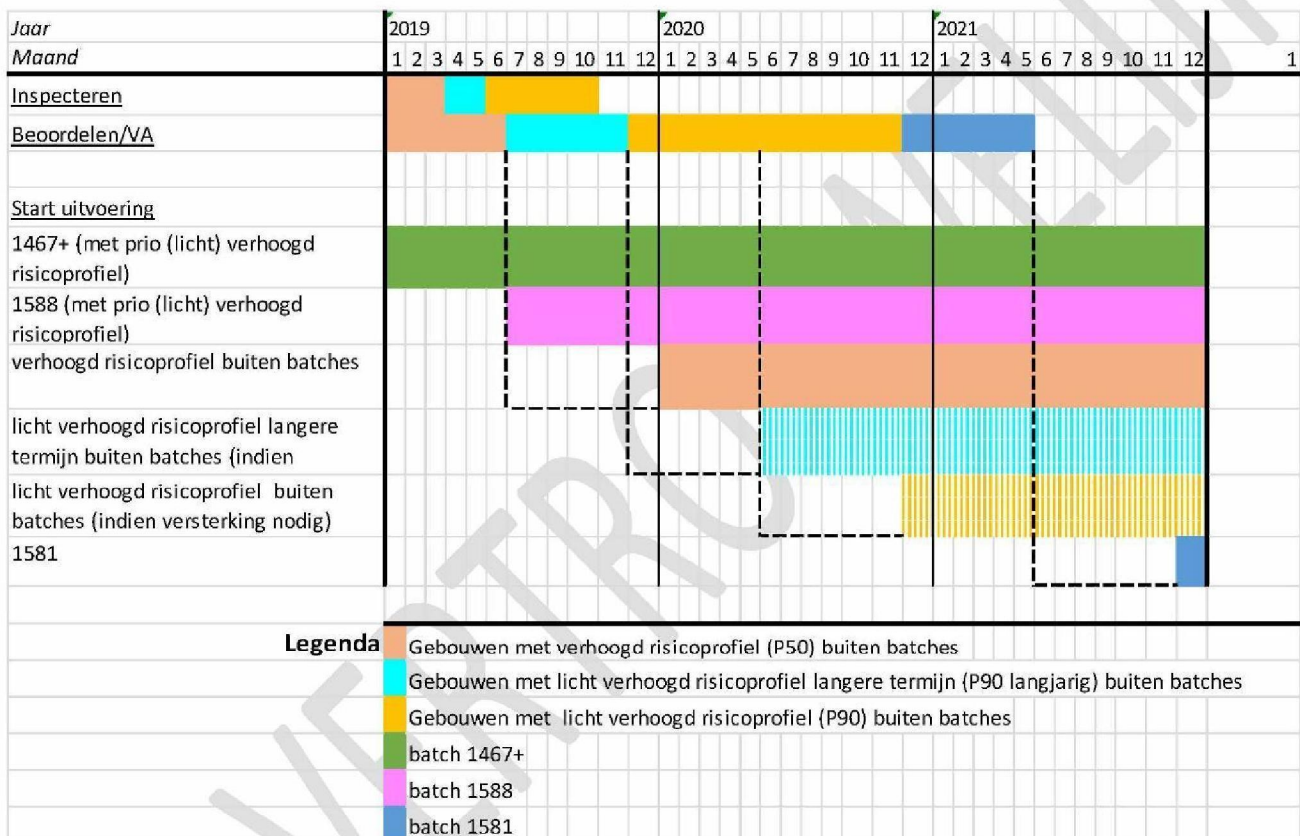 Jaar 2019 2020 2021
Maand 1 2 3 4 5 6 7 8 9 10 11 12 1 2 3 4 5 6 7 8 9 10 11 12 1 2 3 4 5 6 7 8 9 10 11 12 1
Inspecteren
Beoordelen/VA
Start uitvoering
1467+ (met prio (licht) verhoogd
risicoprofiel)
1588 (met prio (licht) verhoogd
risicoprofiel)
verhoogd risicoprofiel buiten batches
licht verhoogd risicoprofiel langere
termijn buiten batches (indien
licht verhoogd risicoprofiel buiten
batches (indien versterking nodig)
1581
Legenda
Gebouwen met verhoogd risicoprofiel (P50) buiten batches
Gebouwen met licht verhoogd risicoprofiel langere termijn (P90 langjarig) buiten batches
Gebouwen met licht verhoogd risicoprofiel (P90) buiten batches
batch 1467+
batch 1588
batch 1581